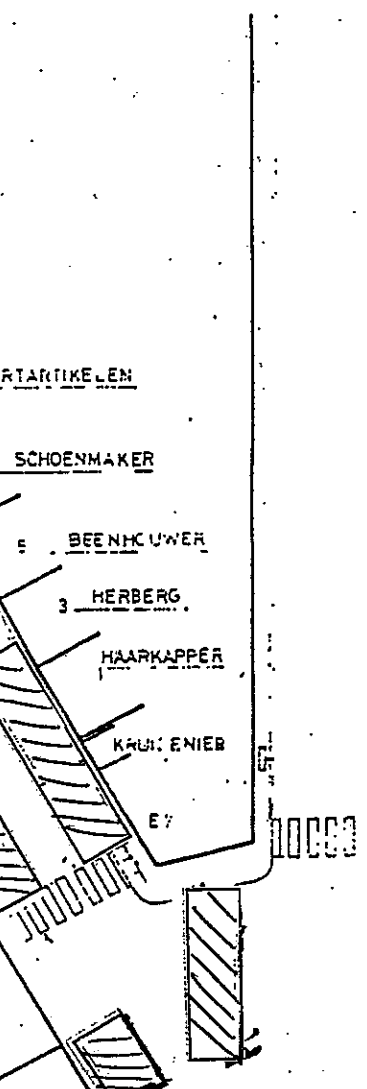 RTARTIKELEN
SCHOENMAKER
5 BEENHOUWER
3 HERBERG
HAARKAPPER
1
KRUIDENIER